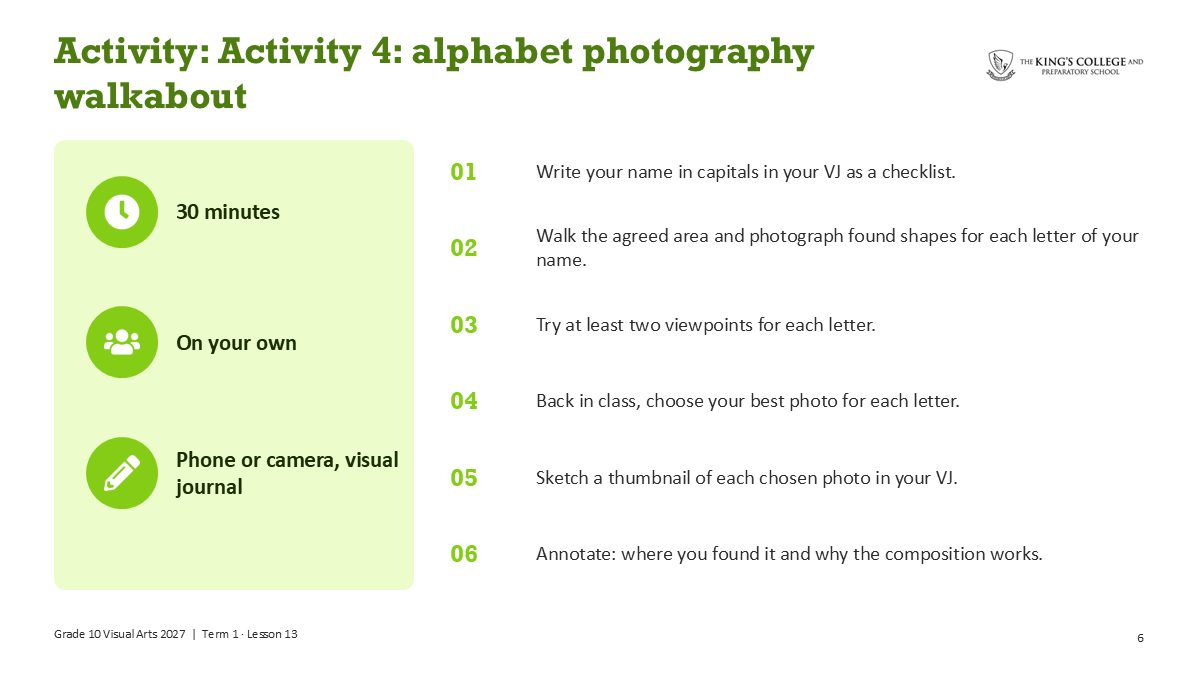 Activity: Activity 4: alphabet photography
walkabout
THE KING'S COLLEGE AND
PREPARATORY SCHOOL
30 minutes
On your own
Phone or camera, visual
journal
01
Write your name in capitals in your VJ as a checklist.
02
Walk the agreed area and photograph found shapes for each letter of your
name.
03
Try at least two viewpoints for each letter.
04
Back in class, choose your best photo for each letter.
05
Sketch a thumbnail of each chosen photo in your VJ.
06
Annotate: where you found it and why the composition works.
Grade 10 Visual Arts 2027 | Term 1 · Lesson 13
6